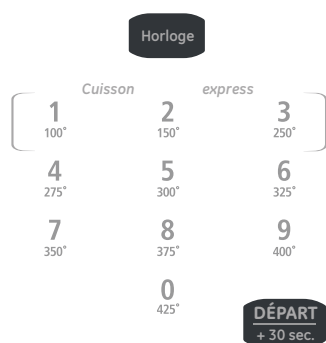 Horloge
Cuisson express
1 2 3
100° 150° 250°
4 5 6
275° 300° 325°
7 8 9
350° 375° 400°
0
425°
DÉPART
+ 30 sec.